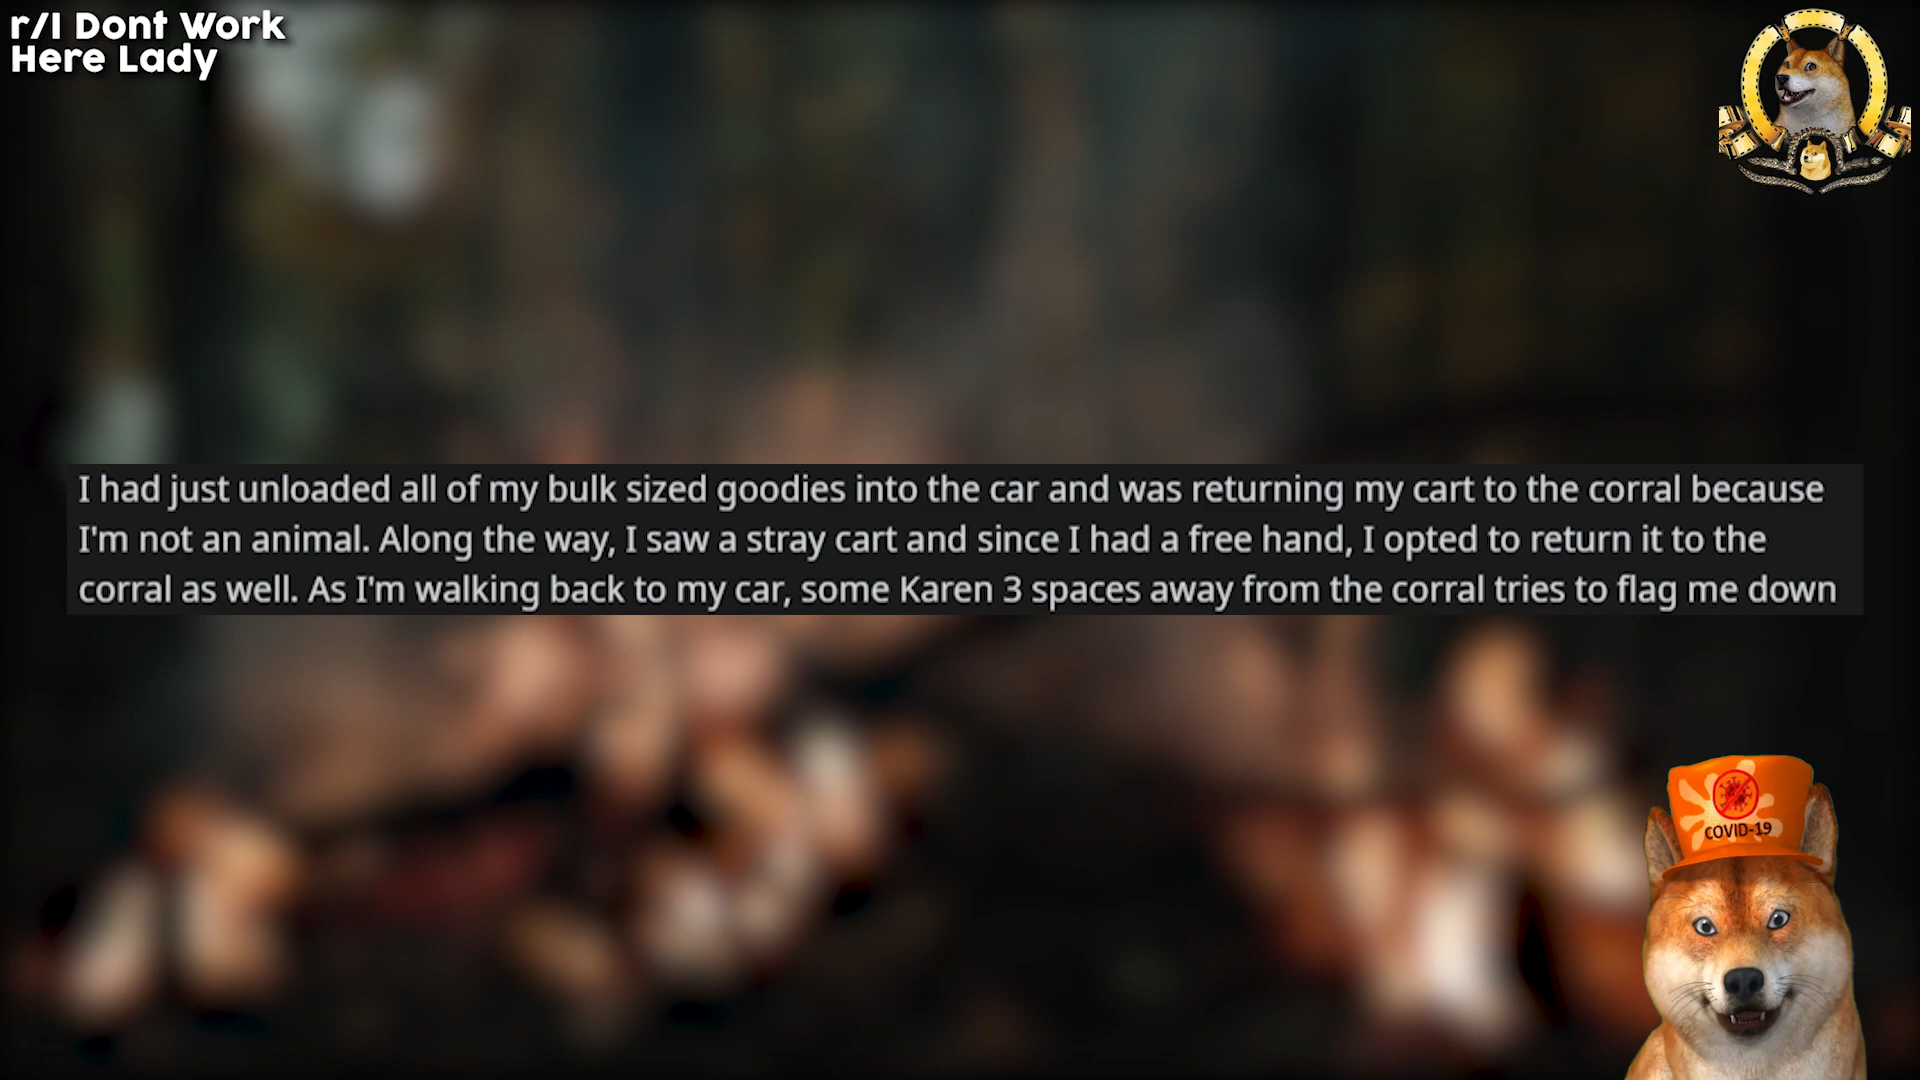 r/I Dont Work
Here Lady
I had just unloaded all of my bulk sized goodies into the car and was returning my cart to the corral because
I'm not an animal. Along the way, I saw a stray cart and since I had a free hand, I opted to return it to the
corral as well. As I'm walking back to my car, some Karen 3 spaces away from the corral tries to flag me down
COVID-19